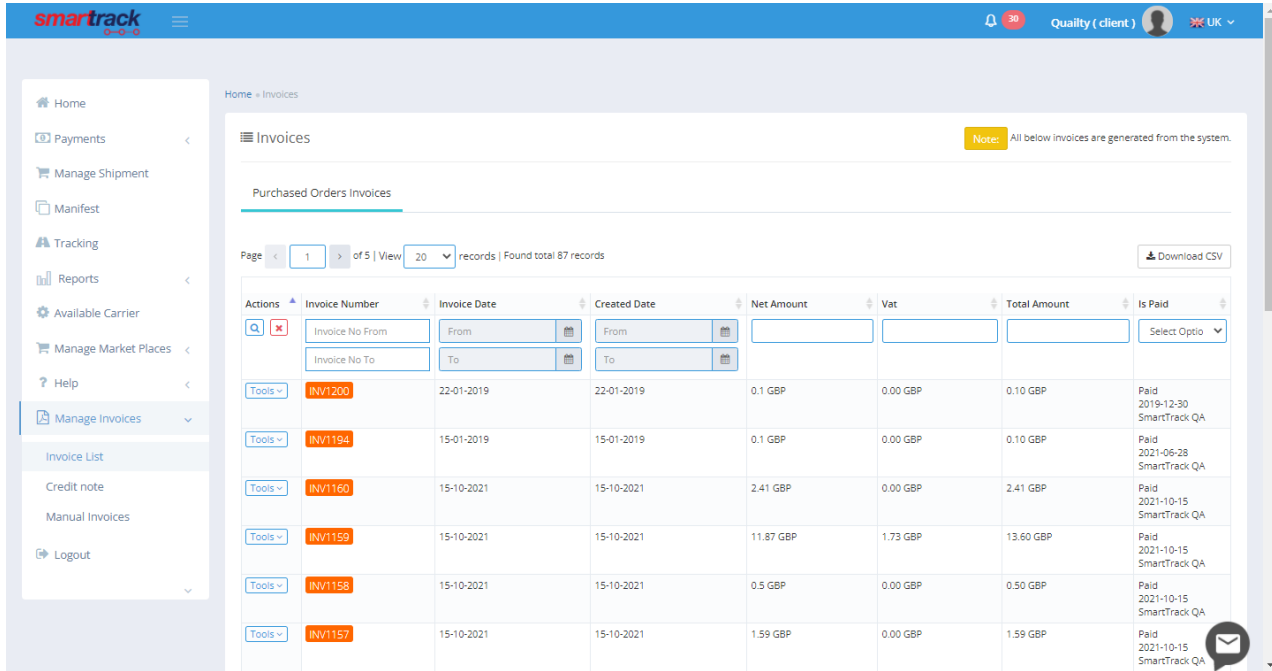 smartrack
30
Quailty ( client )
UK
Home
Payments
Manage Shipment
Manifest
Tracking
Reports
Available Carrier
Manage Market Places
Help
Manage Invoices
Invoice List
Credit note
Manual Invoices
Logout
Home » Invoices
Invoices
Note: All below invoices are generated from the system.
Purchased Orders Invoices
Page < 1 > of 5 | View 20 records | Found total 87 records
Download CSV
Actions Invoice Number Invoice Date Created Date Net Amount Vat Total Amount Is Paid
Invoice No From From From Select Optio
Invoice No To To To
Tools INV1200 22-01-2019 22-01-2019 0.1 GBP 0.00 GBP 0.10 GBP Paid
2019-12-30
SmartTrack QA
Tools INV1194 15-01-2019 15-01-2019 0.1 GBP 0.00 GBP 0.10 GBP Paid
2021-06-28
SmartTrack QA
Tools INV1160 15-10-2021 15-10-2021 2.41 GBP 0.00 GBP 2.41 GBP Paid
2021-10-15
SmartTrack QA
Tools INV1159 15-10-2021 15-10-2021 11.87 GBP 1.73 GBP 13.60 GBP Paid
2021-10-15
SmartTrack QA
Tools INV1158 15-10-2021 15-10-2021 0.5 GBP 0.00 GBP 0.50 GBP Paid
2021-10-15
SmartTrack QA
Tools INV1157 15-10-2021 15-10-2021 1.59 GBP 0.00 GBP 1.59 GBP Paid
2021-10-15
SmartTrack QA